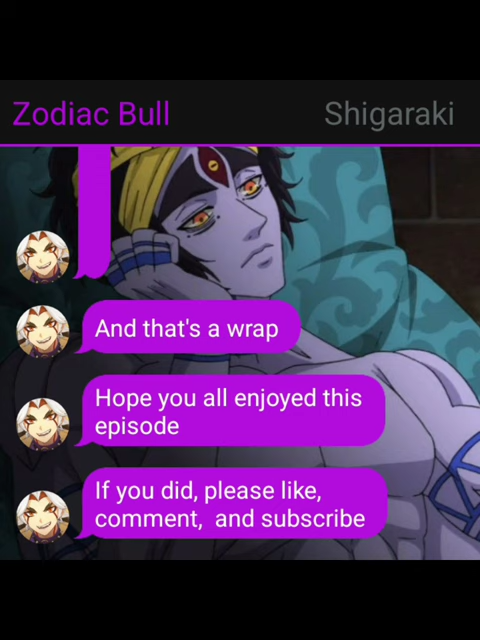 Zodiac Bull
Shigaraki
And that's a wrap
Hope you all enjoyed this
episode
If you did, please like,
comment,  and subscribe